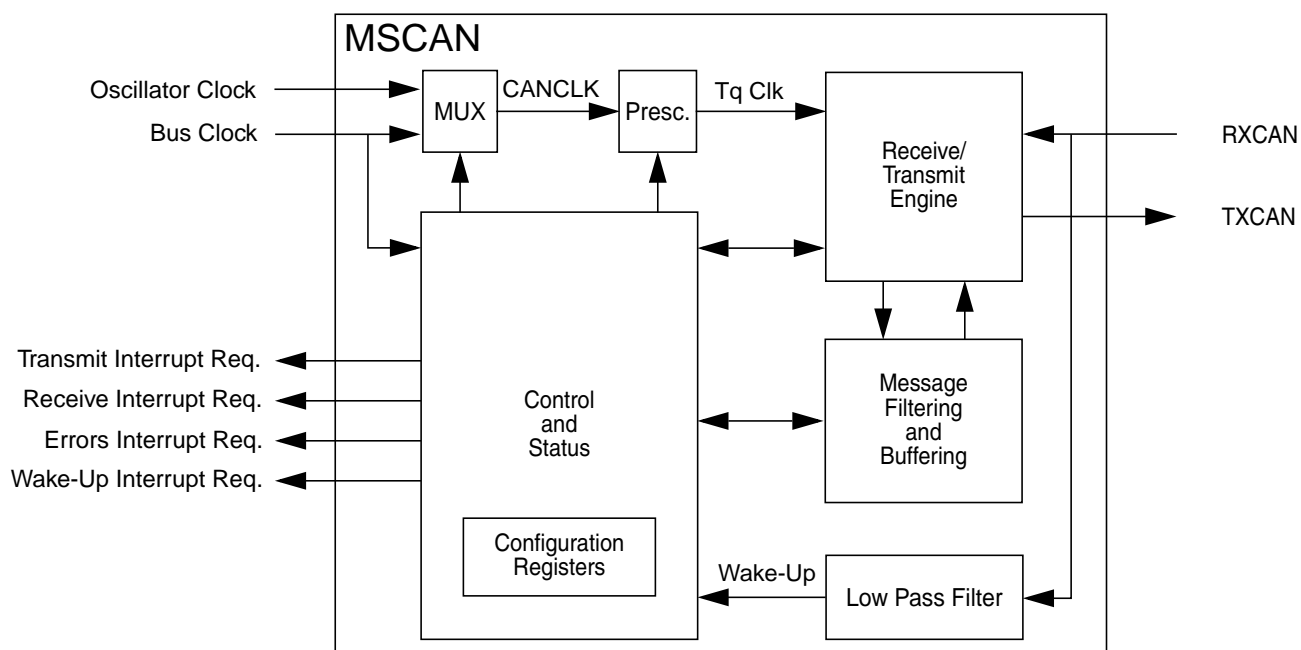 MSCAN
Oscillator Clock
Bus Clock
MUX
CANCLK
Presc.
Tq Clk
Receive/
Transmit
Engine
RXCAN
TXCAN
Transmit Interrupt Req.
Receive Interrupt Req.
Errors Interrupt Req.
Wake-Up Interrupt Req.
Control
and
Status
Message
Filtering
and
Buffering
Configuration
Registers
Wake-Up
Low Pass Filter